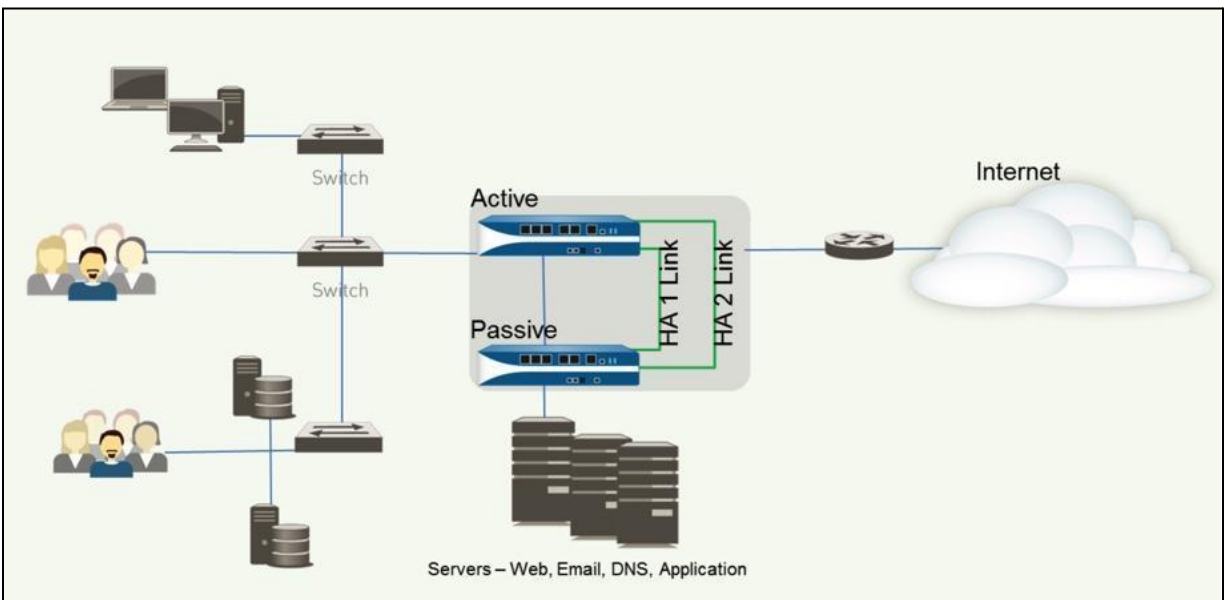 Internet
Switch
Active
Switch
HA 1 Link
HA 2 Link
Passive
Servers – Web, Email, DNS, Application